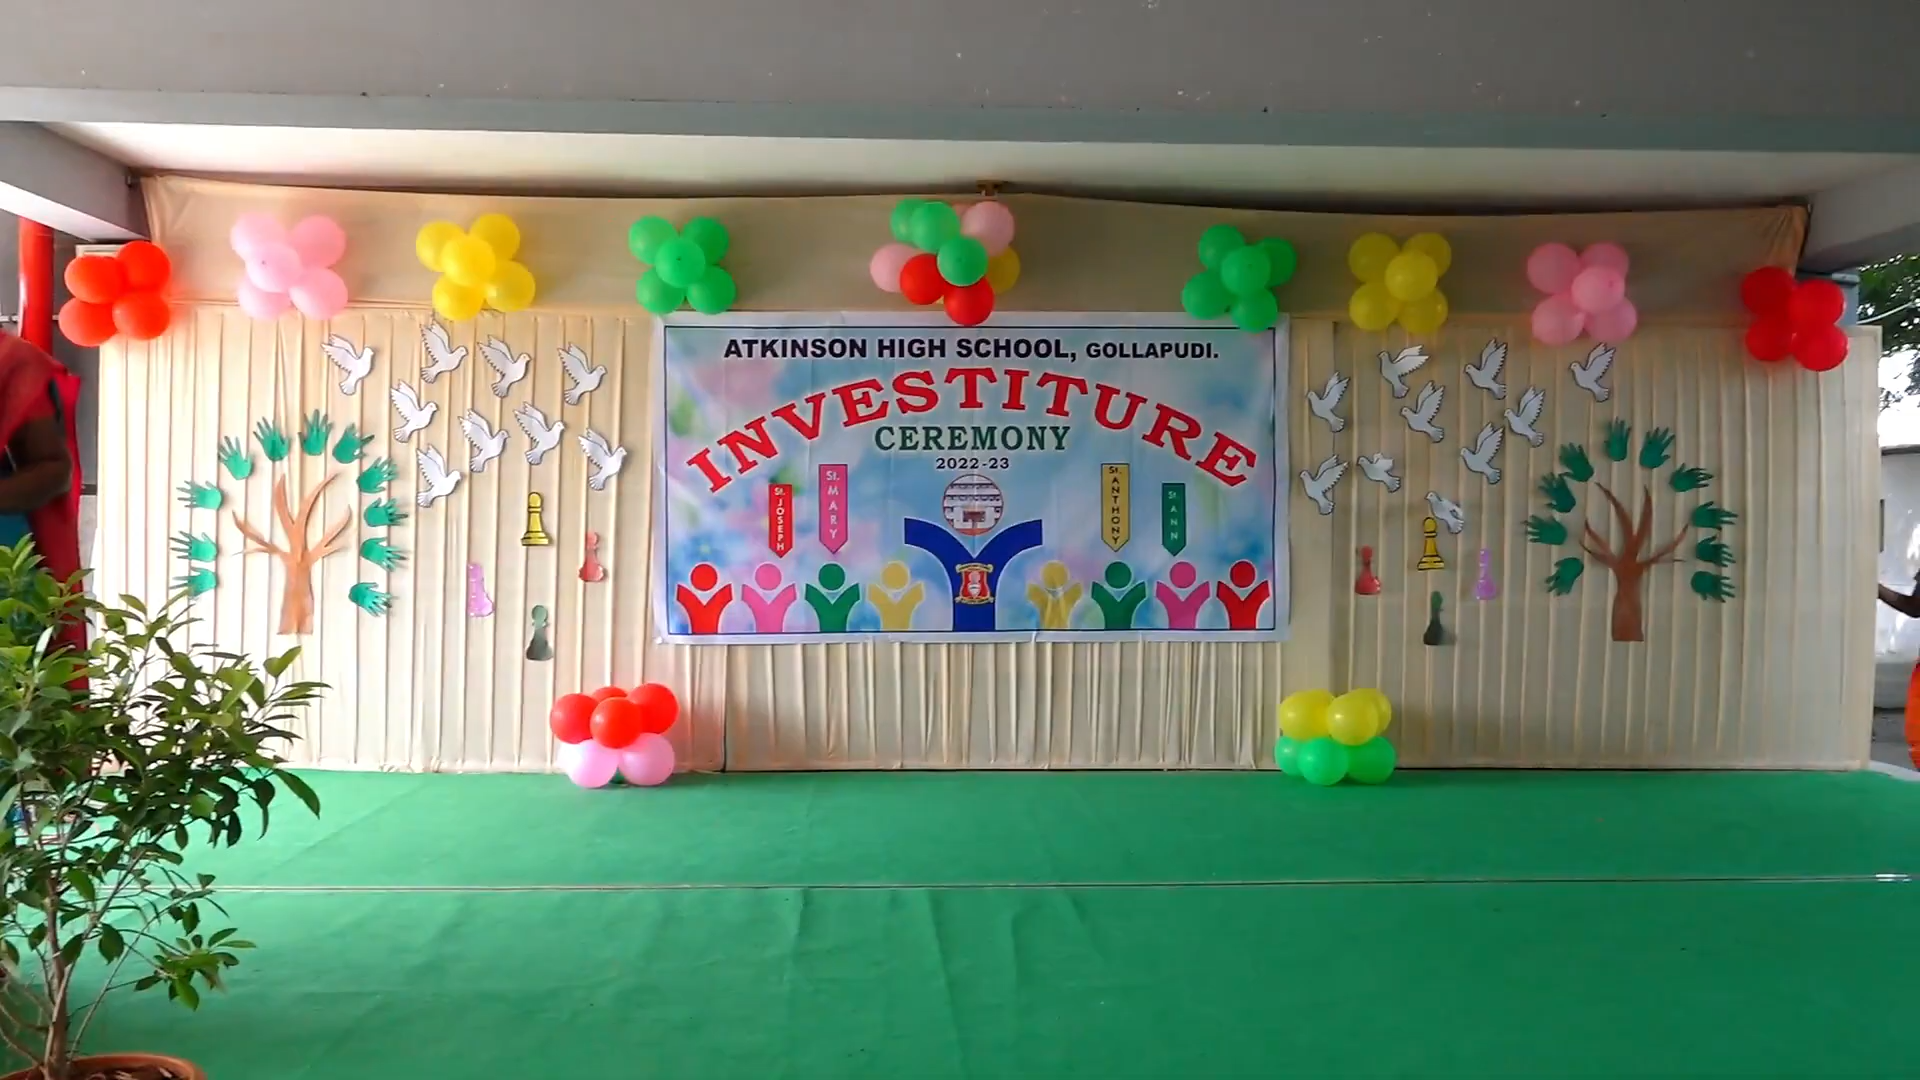 ATKINSON HIGH SCHOOL, GOLLAPUDI.
INVESTITURE
CEREMONY
2022-23
St. JOSEPH
St. MARY
St. ANTHONY
St. ANN